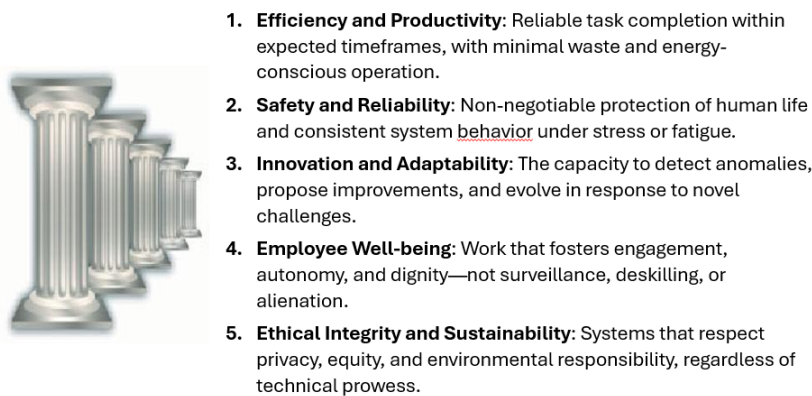 1. Efficiency and Productivity: Reliable task completion within
expected timeframes, with minimal waste and energy-
conscious operation.
2. Safety and Reliability: Non-negotiable protection of human life
and consistent system behavior under stress or fatigue.
3. Innovation and Adaptability: The capacity to detect anomalies,
propose improvements, and evolve in response to novel
challenges.
4. Employee Well-being: Work that fosters engagement,
autonomy, and dignity—not surveillance, deskilling, or
alienation.
5. Ethical Integrity and Sustainability: Systems that respect
privacy, equity, and environmental responsibility, regardless of
technical prowess.